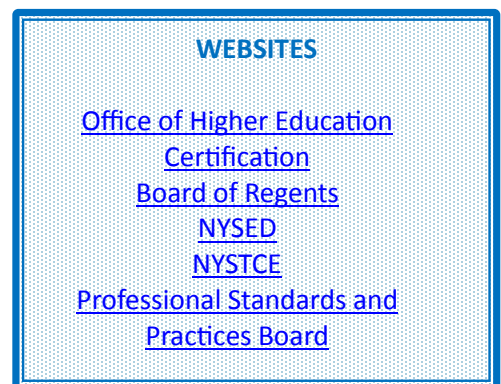 WEBSITES
Office of Higher Education
Certification
Board of Regents
NYSED
NYSTCE
Professional Standards and
Practices Board